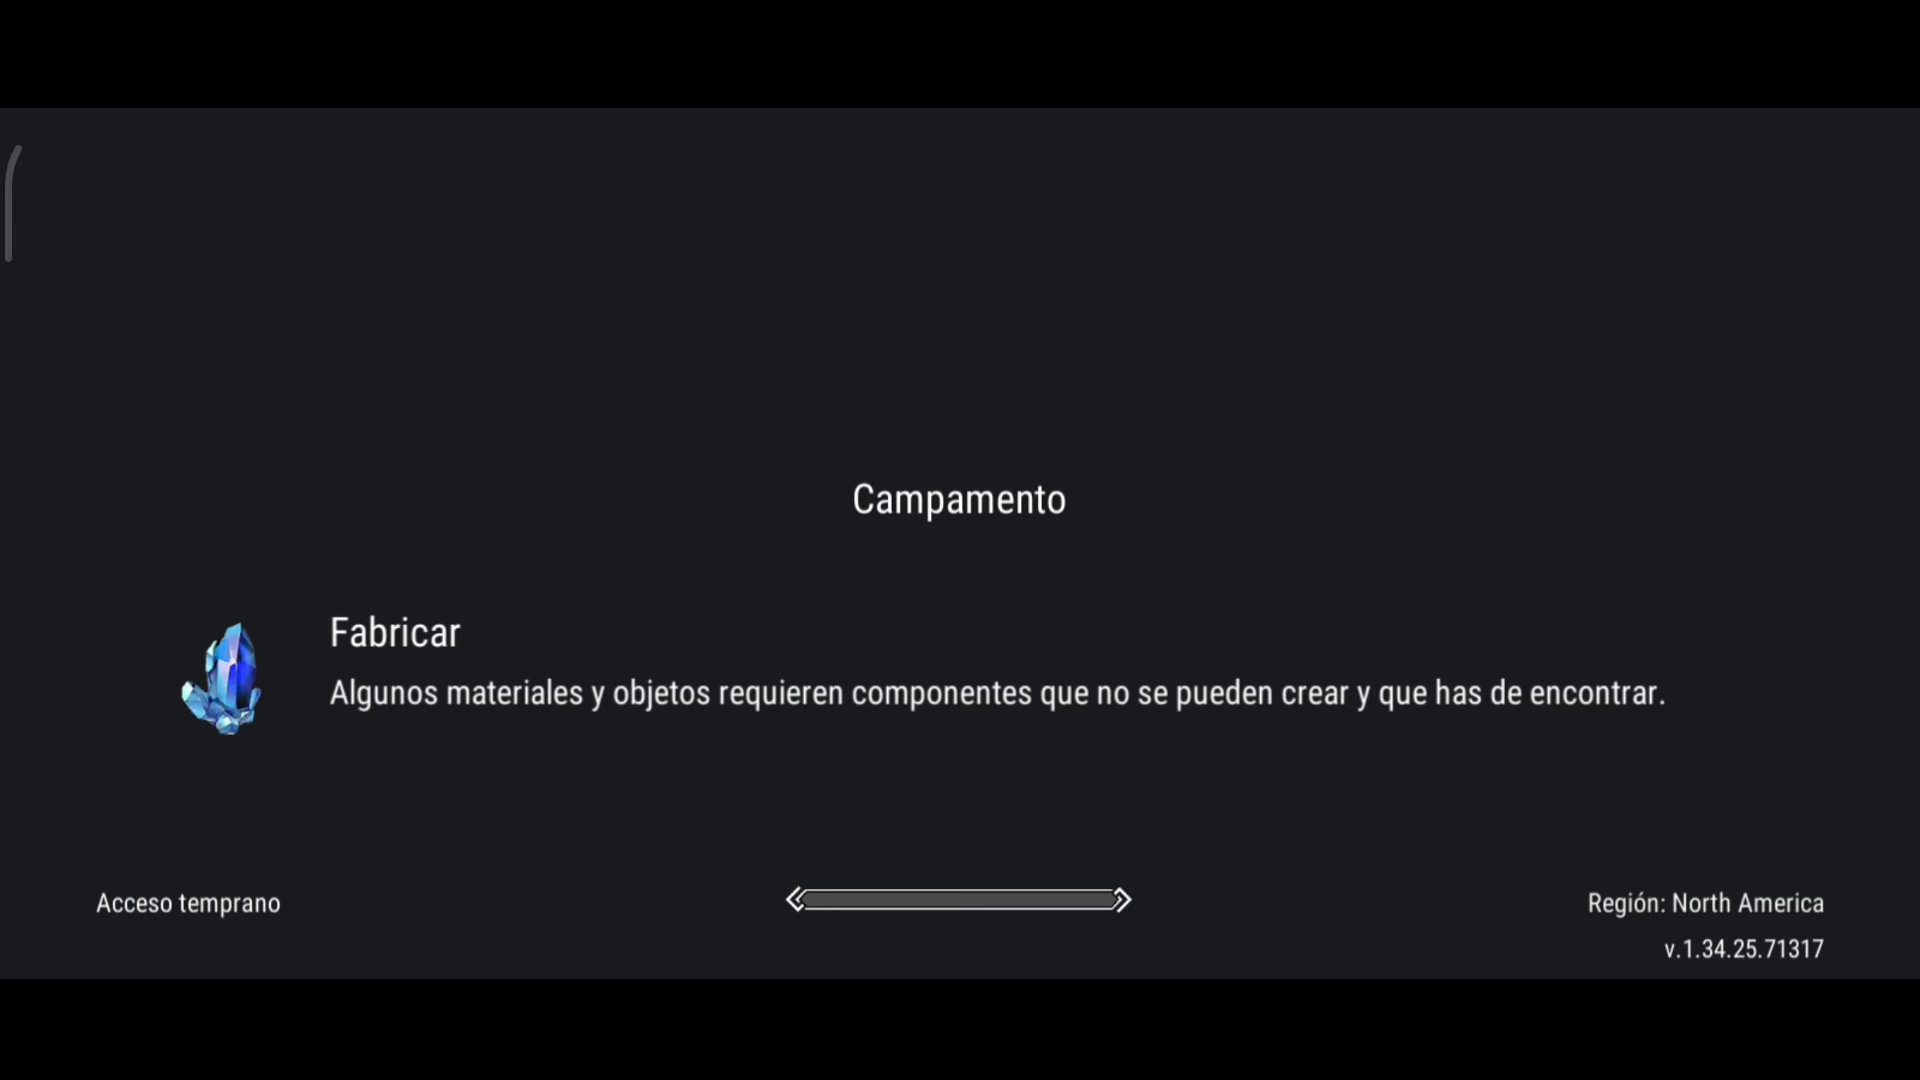 Campamento
Fabricar
Algunos materiales y objetos requieren componentes que no se pueden crear y que has de encontrar.
Acceso temprano
Región: North America
v.1.34.25.71317